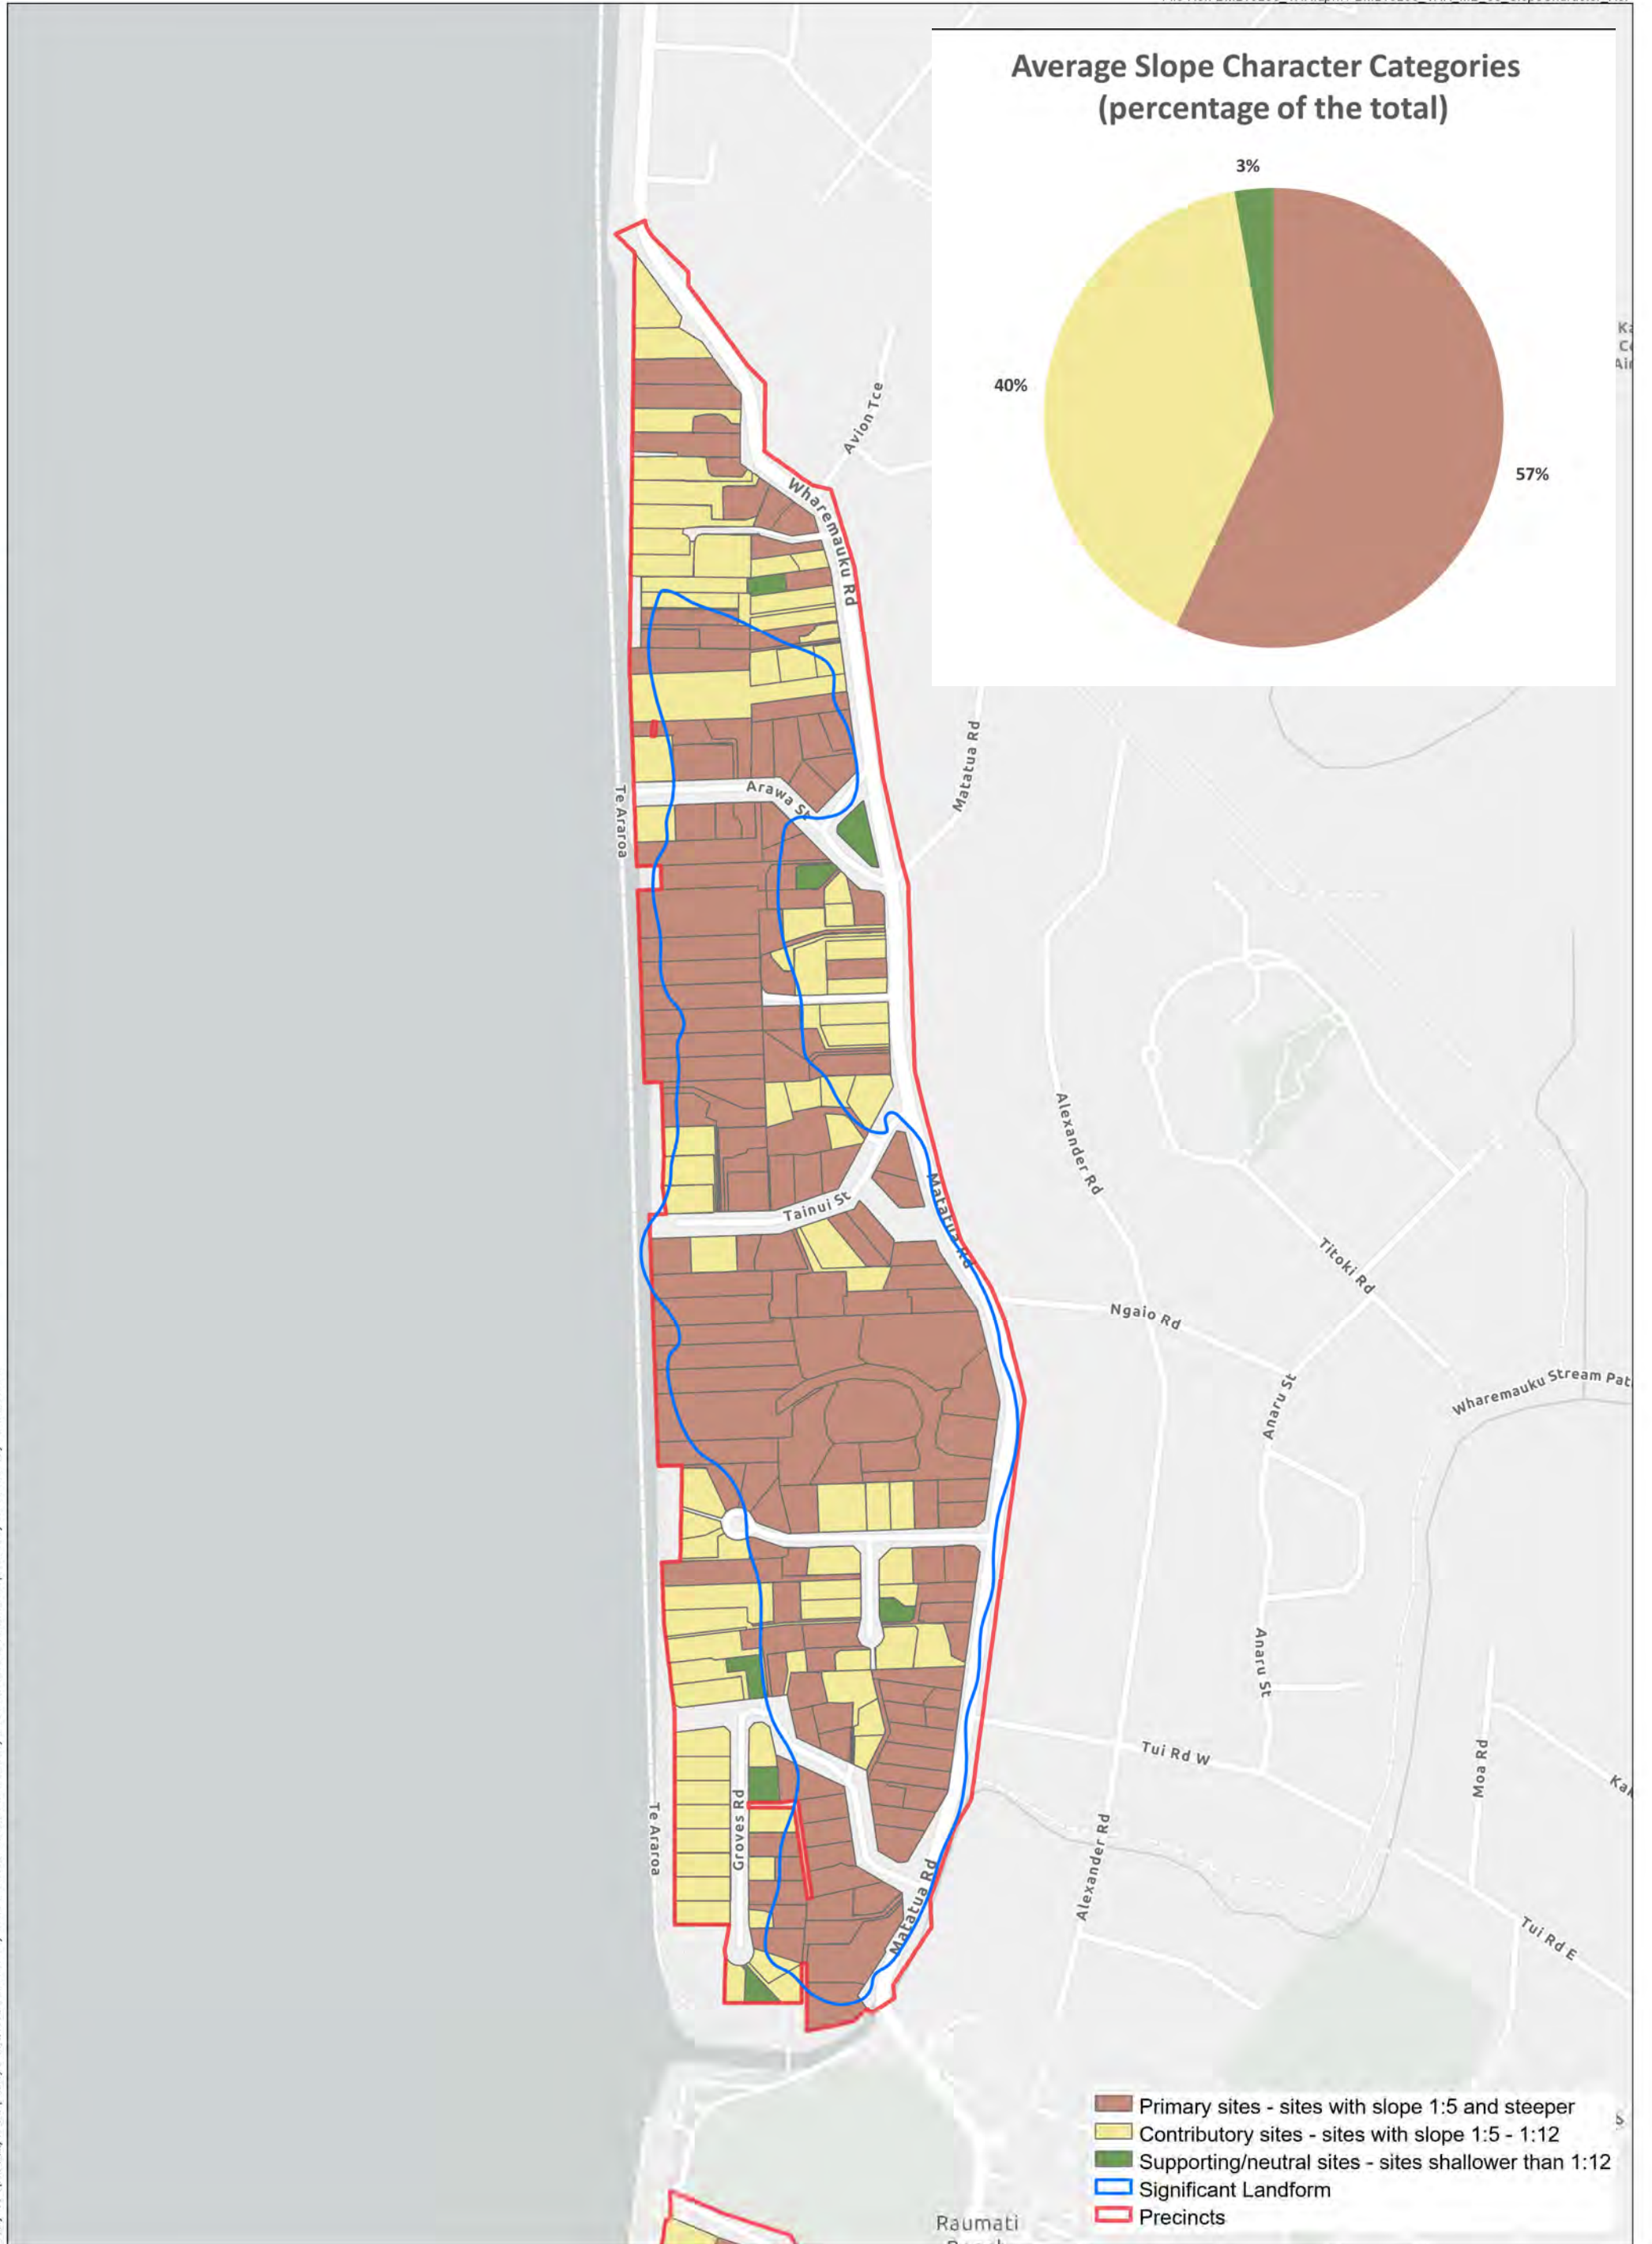 Average Slope Character Categories
(percentage of the total)
3%
40%
57%
Avion Tce
Wharemauku Rd
Matatua Rd
Arawa St
Te Araroa
Alexander Rd
Matatua Rd
Tainui St
Titoki Rd
Ngaio Rd
Anaru St
Wharemauku Stream Pat
Anaru St
Tui Rd W
Moa Rd
Groves Rd
Te Araroa
Alexander Rd
Matatua Rd
Tui Rd E
Primary sites - sites with slope 1:5 and steeper
Contributory sites - sites with slope 1:5 - 1:12
Supporting/neutral sites - sites shallower than 1:12
Significant Landform
Precincts
Raumati